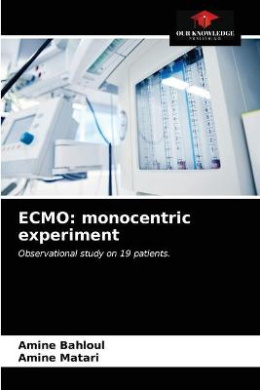 OUR KNOWLEDGE
PUBLISHING
ECMO: monocentric
experiment
Observational study on 19 patients.
Amine Bahloul
Amine Matari